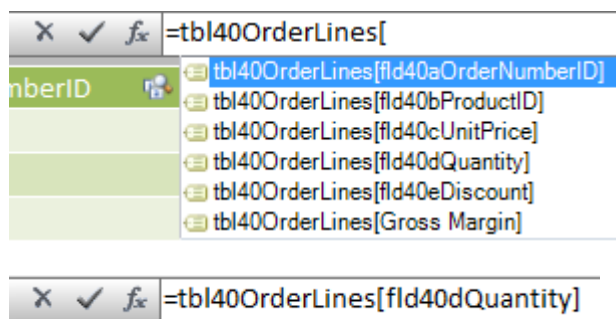 =tbl40OrderLines[
mberID
tbl40OrderLines[fld40aOrderNumberID]
tbl40OrderLines[fld40bProductID]
tbl40OrderLines[fld40cUnitPrice]
tbl40OrderLines[fld40dQuantity]
tbl40OrderLines[fld40eDiscount]
tbl40OrderLines[Gross Margin]
=tbl40OrderLines[fld40dQuantity]